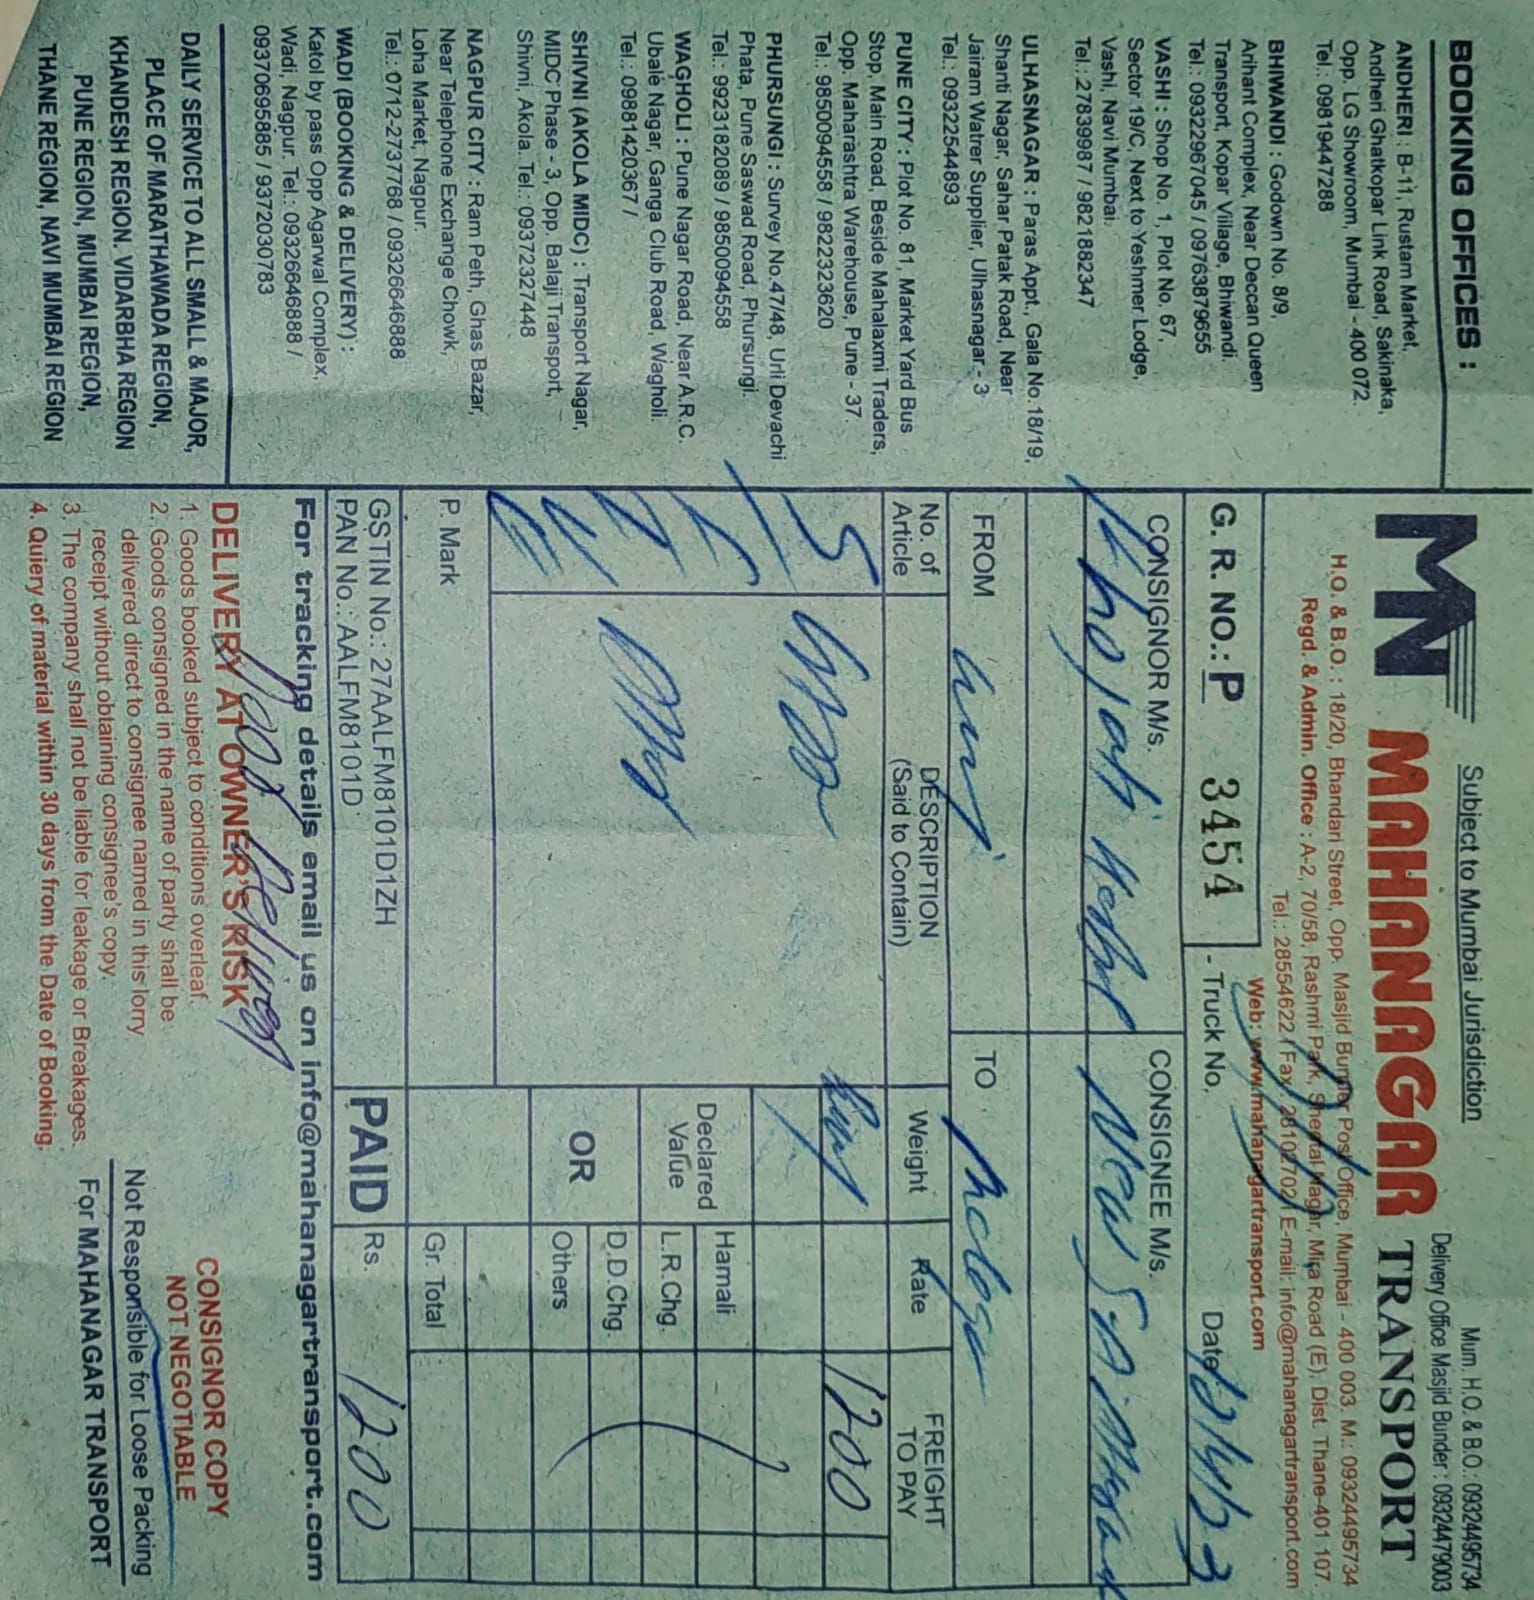 BOOKING OFFICES :
ANDHERI : B-11, Rustam Market,
Andheri Ghatkopar Link Road, Sakinaka,
Opp. LG Showroom, Mumbai - 400 072.
Tel.: 09819447288
BHIWANDI : Godown No. 8/9,
Arihant Complex, Near Deccan Queen
Transport, Kopar Village, Bhiwandi.
Tel.: 09322967045 / 09763879655
VASHI : Shop No. 1, Plot No. 67,
Sector 19/C, Next to Yeshmer Lodge,
Vashi, Navi Mumbai.
Tel.: 27839987 / 9821882347
ULHASNAGAR : Paras Appt., Gala No.18/19,
Shanti Nagar, Sahar Patak Road, Near
Jairam Watrer Supplier, Ulhasnagar - 3
Tel.: 09322544893
PUNE CITY : Plot No. 81, Market Yard Bus
Stop, Main Road, Beside Mahalaxmi Traders,
Opp. Maharashtra Warehouse, Pune - 37.
Tel.: 9850094558 / 9822323620
PHURSUNGI : Survey No.47/48, Urli Devachi
Phata, Pune Saswad Road, Phursungi.
Tel.: 9923182089 / 9850094558
WAGHOLI : Pune Nagar Road, Near A.R.C.
Ubale Nagar, Ganga Club Road, Wagholi.
Tel.: 09881420367 /
SHIVNI (AKOLA MIDC) : Transport Nagar,
MIDC Phase - 3, Opp. Balaji Transport,
Shivni, Akola. Tel.: 09372327448
NAGPUR CITY : Ram Peth, Ghas Bazar,
Near Telephone Exchange Chowk,
Loha Market, Nagpur.
Tel.: 0712-2737768 / 09326646888
WADI (BOOKING & DELIVERY) :
Katol by pass Opp Agarwal Complex,
Wadi, Nagpur. Tel.: 09326646888 /
09370695885 / 9372030783
DAILY SERVICE TO ALL SMALL & MAJOR,
PLACE OF MARATHAWADA REGION,
KHANDESH REGION. VIDARBHA REGION
PUNE REGION, MUMBAI REGION,
THANE REGION, NAVI MUMBAI REGION
Subject to Mumbai Jurisdiction
Mum. H.O. & B.O.: 09324495734
Delivery Office Masjid Bunder : 09324479003
MAHANAGAR TRANSPORT
H.O. & B.O. : 18/20, Bhandari Street, Opp. Masjid Bunder Post Office, Mumbai - 400 003. M.: 09324495734
Regd. & Admin. Office : A-2, 70/58, Rashmi Park, Sheetal Nagar, Mira Road (E), Dist. Thane-401 107.
Tel.: 28554622 / Fax. 28102702 / E-mail: info@mahanagartransport.com
Web: www.mahanagartransport.com
G. R. NO.: P 3454
- Truck No.
Date
CONSIGNOR M/s.
CONSIGNEE M/s.
New
FROM
TO
No. of Article
DESCRIPTION
(Said to Contain)
Weight
Rate
FREIGHT TO PAY
5
1200
Declared Value
Hamali
L.R.Chg.
OR
D.D.Chg.
Others
P. Mark
Gr. Total
GSTIN No.: 27AALFM8101D1ZH
PAN No.: AALFM8101D
PAID
Rs.
1200
For tracking details email us on info@mahanagartransport.com
DELIVERY AT OWNER'S RISK
Delivery
1. Goods booked subject to conditions overleaf.
2. Goods consigned in the name of party shall be
delivered direct to consignee named in this lorry
receipt without obtaining consignee's copy.
3. The company shall not be liable for leakage or Breakages.
4. Quiery of material within 30 days from the Date of Booking.
CONSIGNOR COPY
NOT NEGOTIABLE
Not Responsible for Loose Packing
For MAHANAGAR TRANSPORT